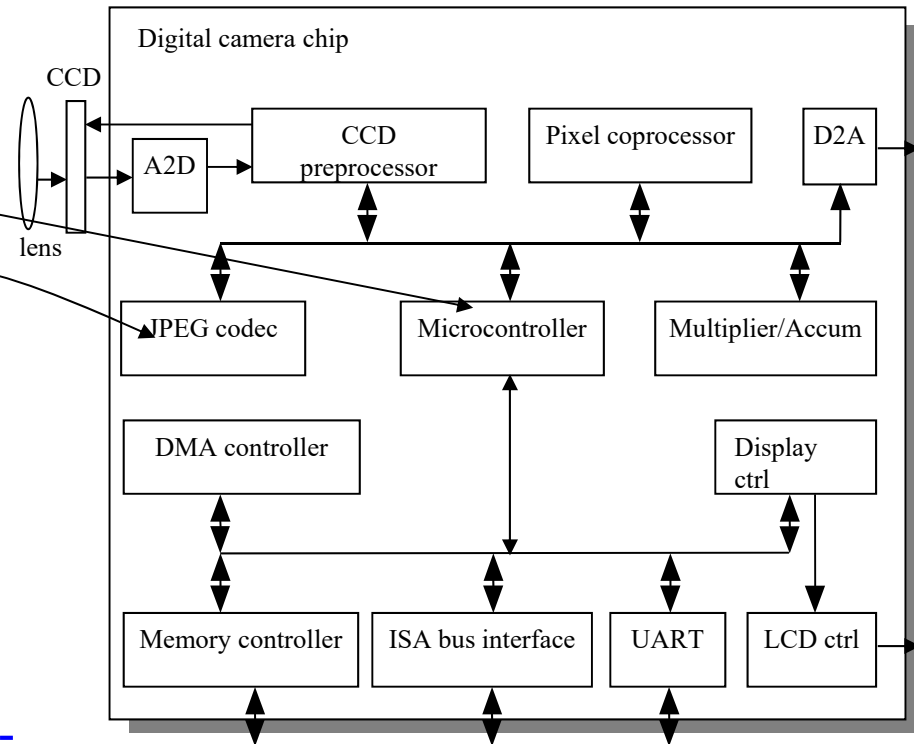 Digital camera chip
CCD
CCD
preprocessor
Pixel coprocessor
D2A
A2D
lens
JPEG codec
Microcontroller
Multiplier/Accum
DMA controller
Display
ctrl
Memory controller
ISA bus interface
UART
LCD ctrl